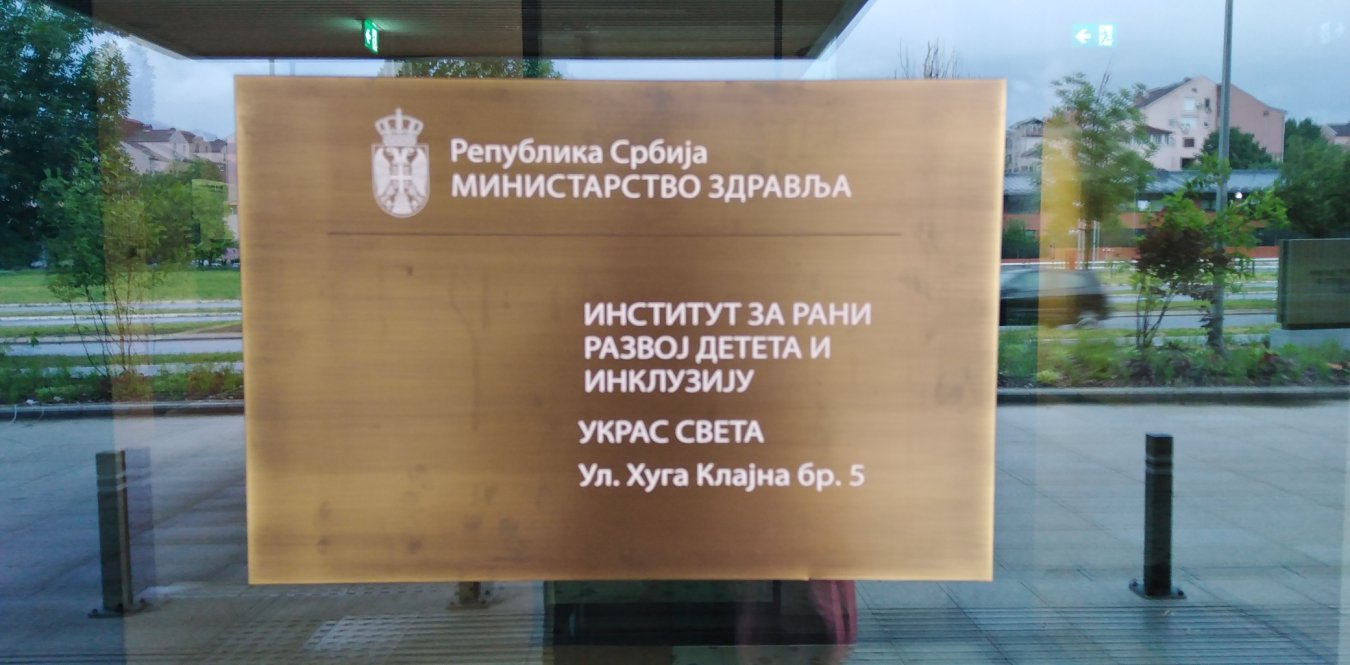 Република Србија
МИНИСТАРСТВО ЗДРАВЉА
ИНСТИТУТ ЗА РАНИ
РАЗВОЈ ДЕТЕТА И
ИНКЛУЗИЈУ
УКРАС СВЕТА
Ул. Хуга Клајна бр. 5